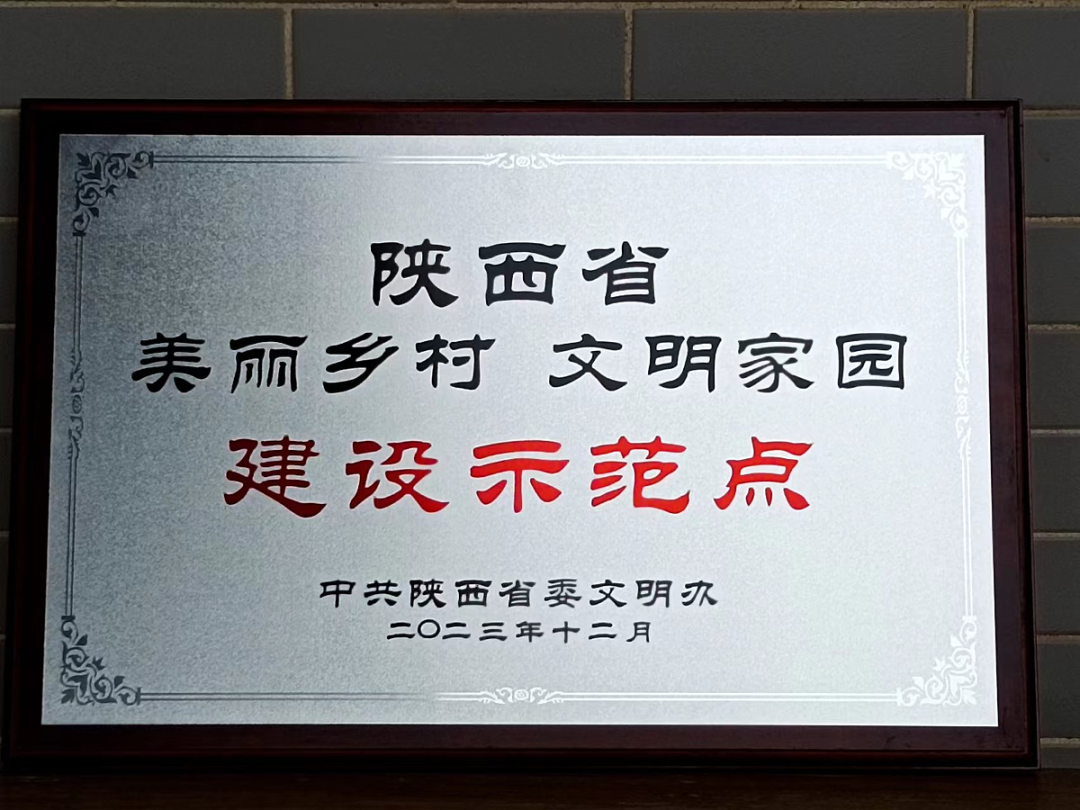 陕西省
美丽乡村 文明家园
建设示范点
中共陕西省委文明办
二〇二三年十二月